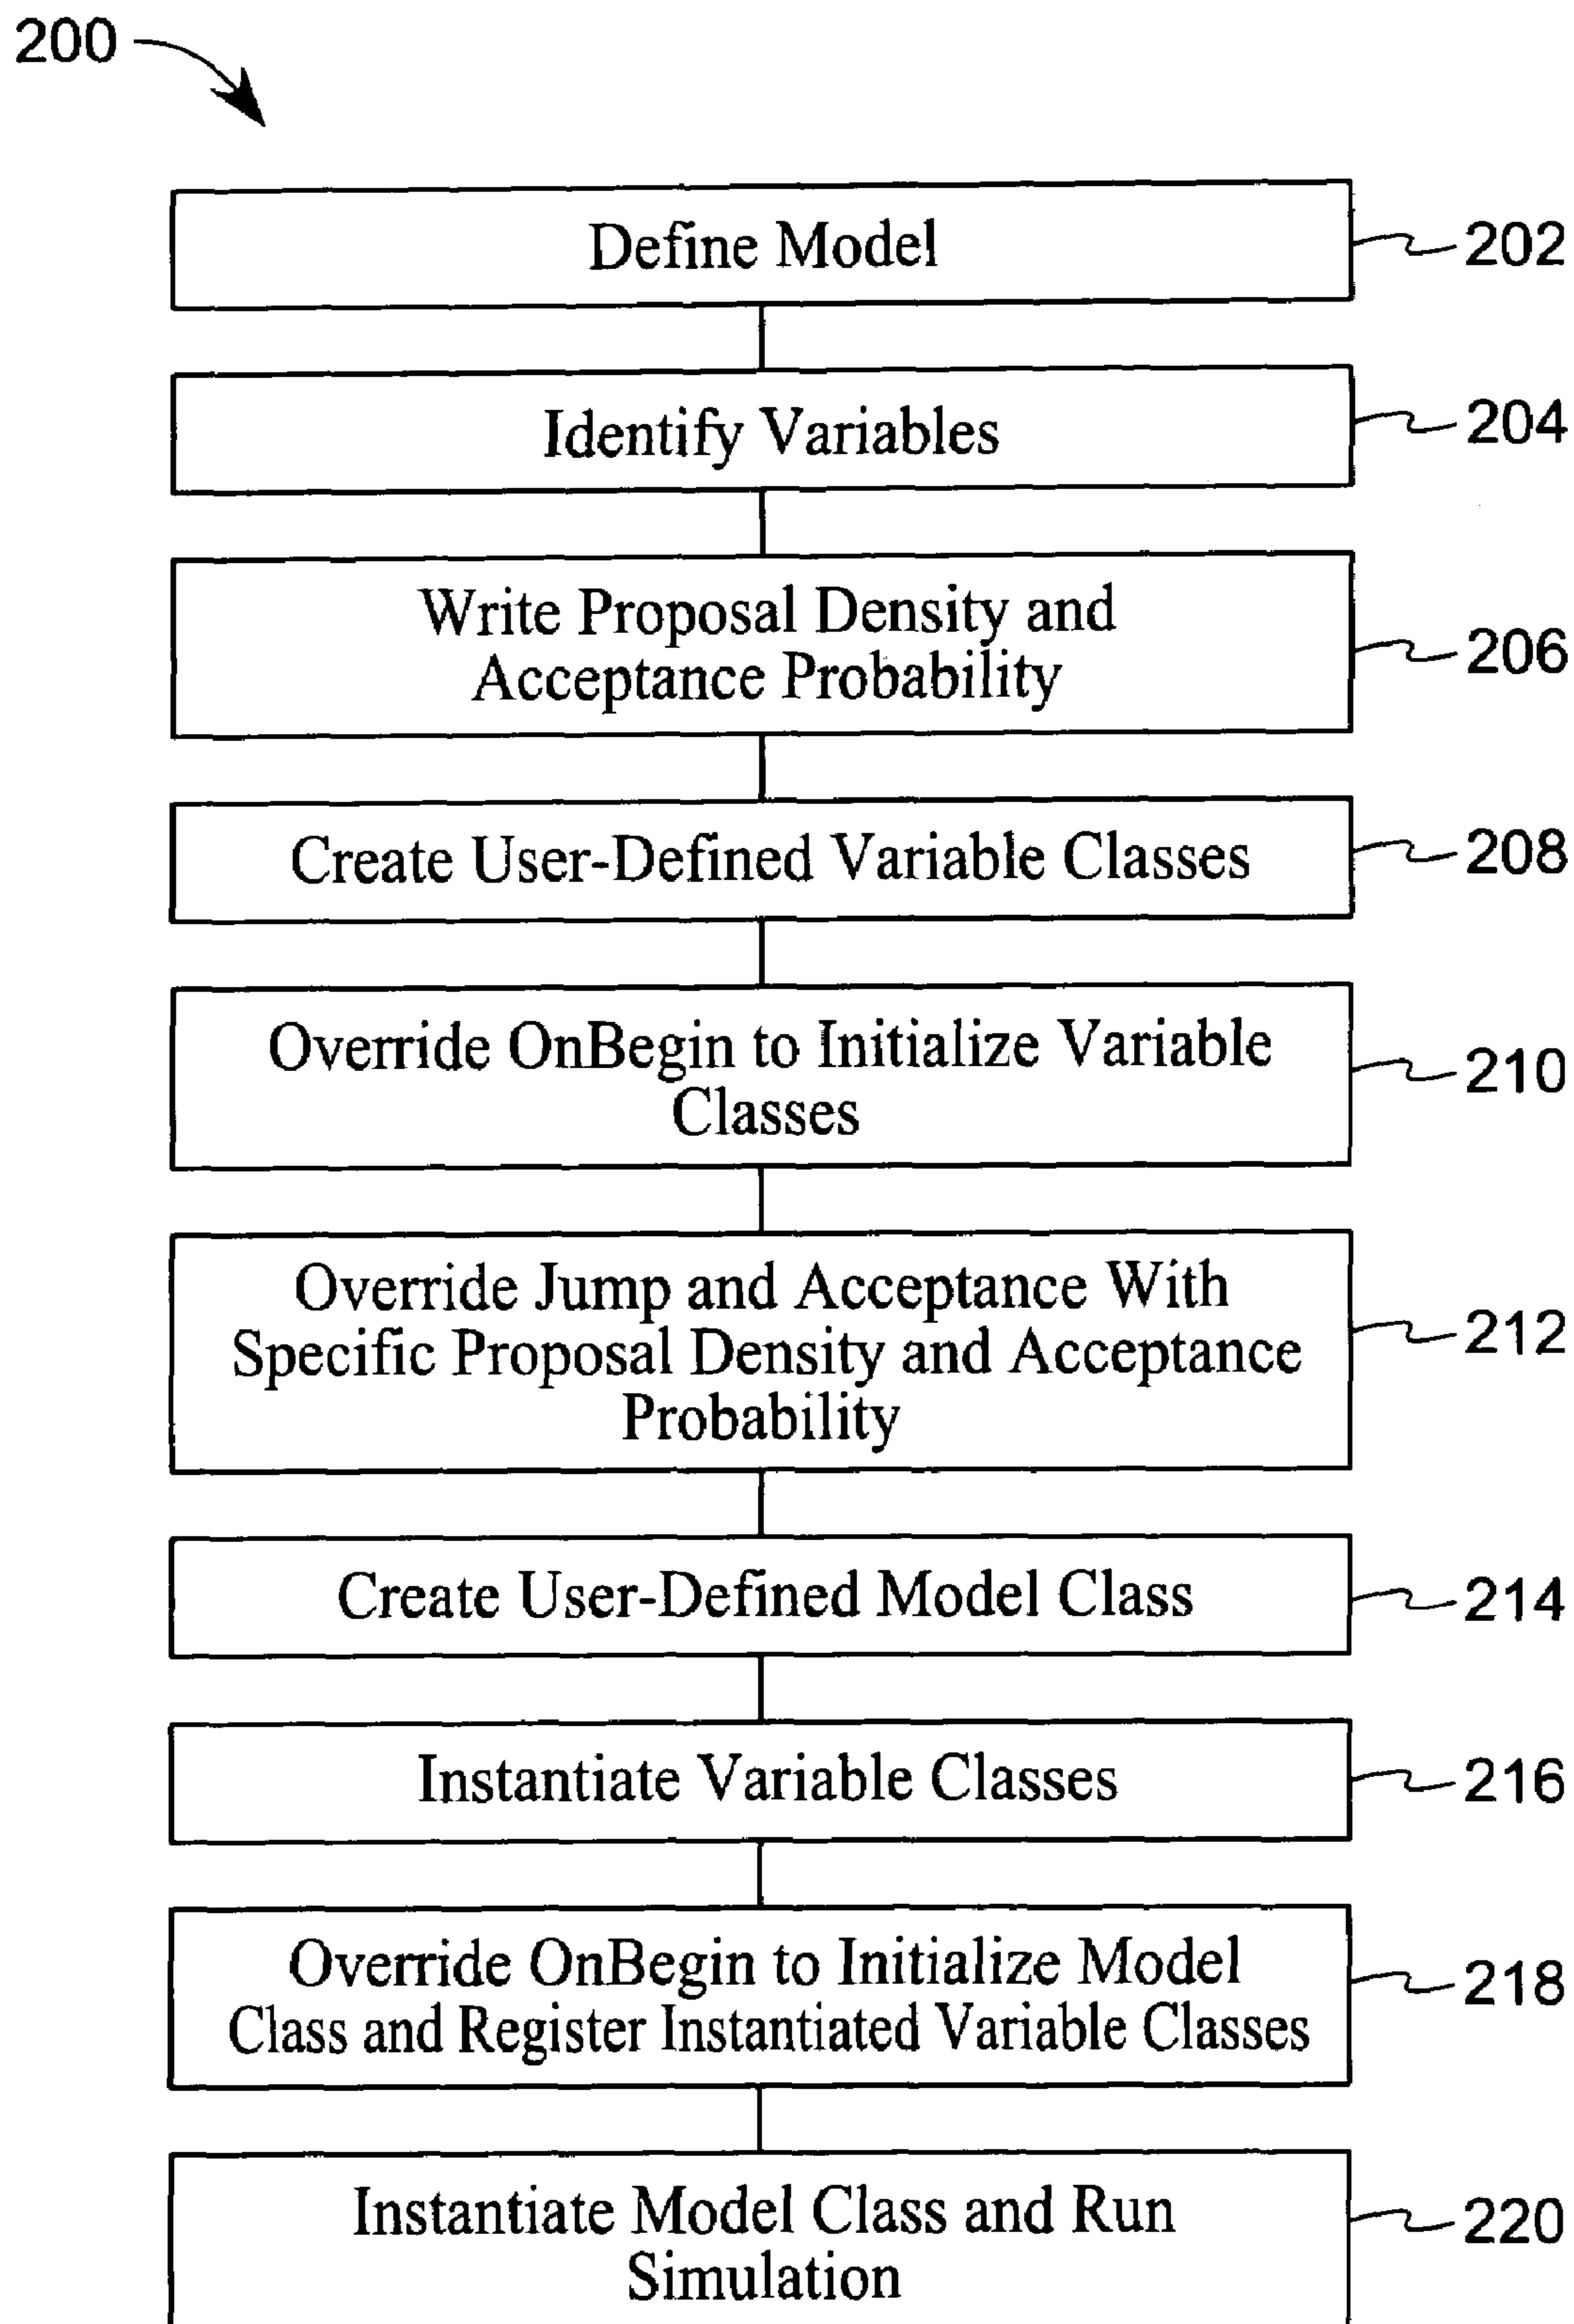 200
Define Model
202
Identify Variables
204
Write Proposal Density and
Acceptance Probability
206
Create User-Defined Variable Classes
208
Override OnBegin to Initialize Variable
Classes
210
Override Jump and Acceptance With
Specific Proposal Density and Acceptance
Probability
212
Create User-Defined Model Class
214
Instantiate Variable Classes
216
Override OnBegin to Initialize Model
Class and Register Instantiated Variable Classes
218
Instantiate Model Class and Run
Simulation
220